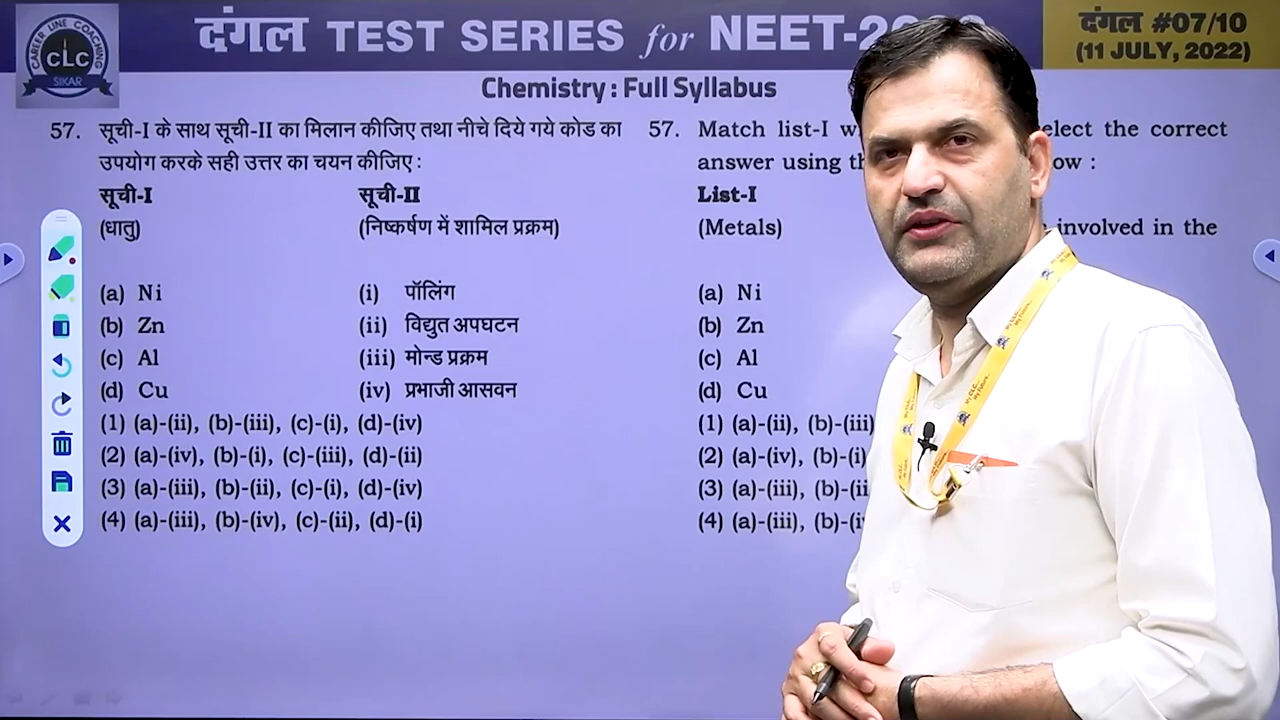 CAREER LINE COACHING
CLC
SIKAR
दंगल TEST SERIES for NEET-2
दंगल #07/10
(11 JULY, 2022)
Chemistry : Full Syllabus
57. सूची-I के साथ सूची-II का मिलान कीजिए तथा नीचे दिये गये कोड का
उपयोग करके सही उत्तर का चयन कीजिए :
सूची-I सूची-II
(धातु) (निष्कर्षण में शामिल प्रक्रम)
(a) Ni (i) पॉलिंग
(b) Zn (ii) विद्युत अपघटन
(c) Al (iii) मोन्ड प्रक्रम
(d) Cu (iv) प्रभाजी आसवन
(1) (a)-(ii), (b)-(iii), (c)-(i), (d)-(iv)
(2) (a)-(iv), (b)-(i), (c)-(iii), (d)-(ii)
(3) (a)-(iii), (b)-(ii), (c)-(i), (d)-(iv)
(4) (a)-(iii), (b)-(iv), (c)-(ii), (d)-(i)
57. Match list-I elect the correct
answer using ow :
List-I
(Metals) involved in the
(a) Ni
(b) Zn
(c) Al
(d) Cu
(1) (a)-(ii), (b)-(iii)
(2) (a)-(iv), (b)-(i)
(3) (a)-(iii), (b)-(ii
(4) (a)-(iii), (b)-(i